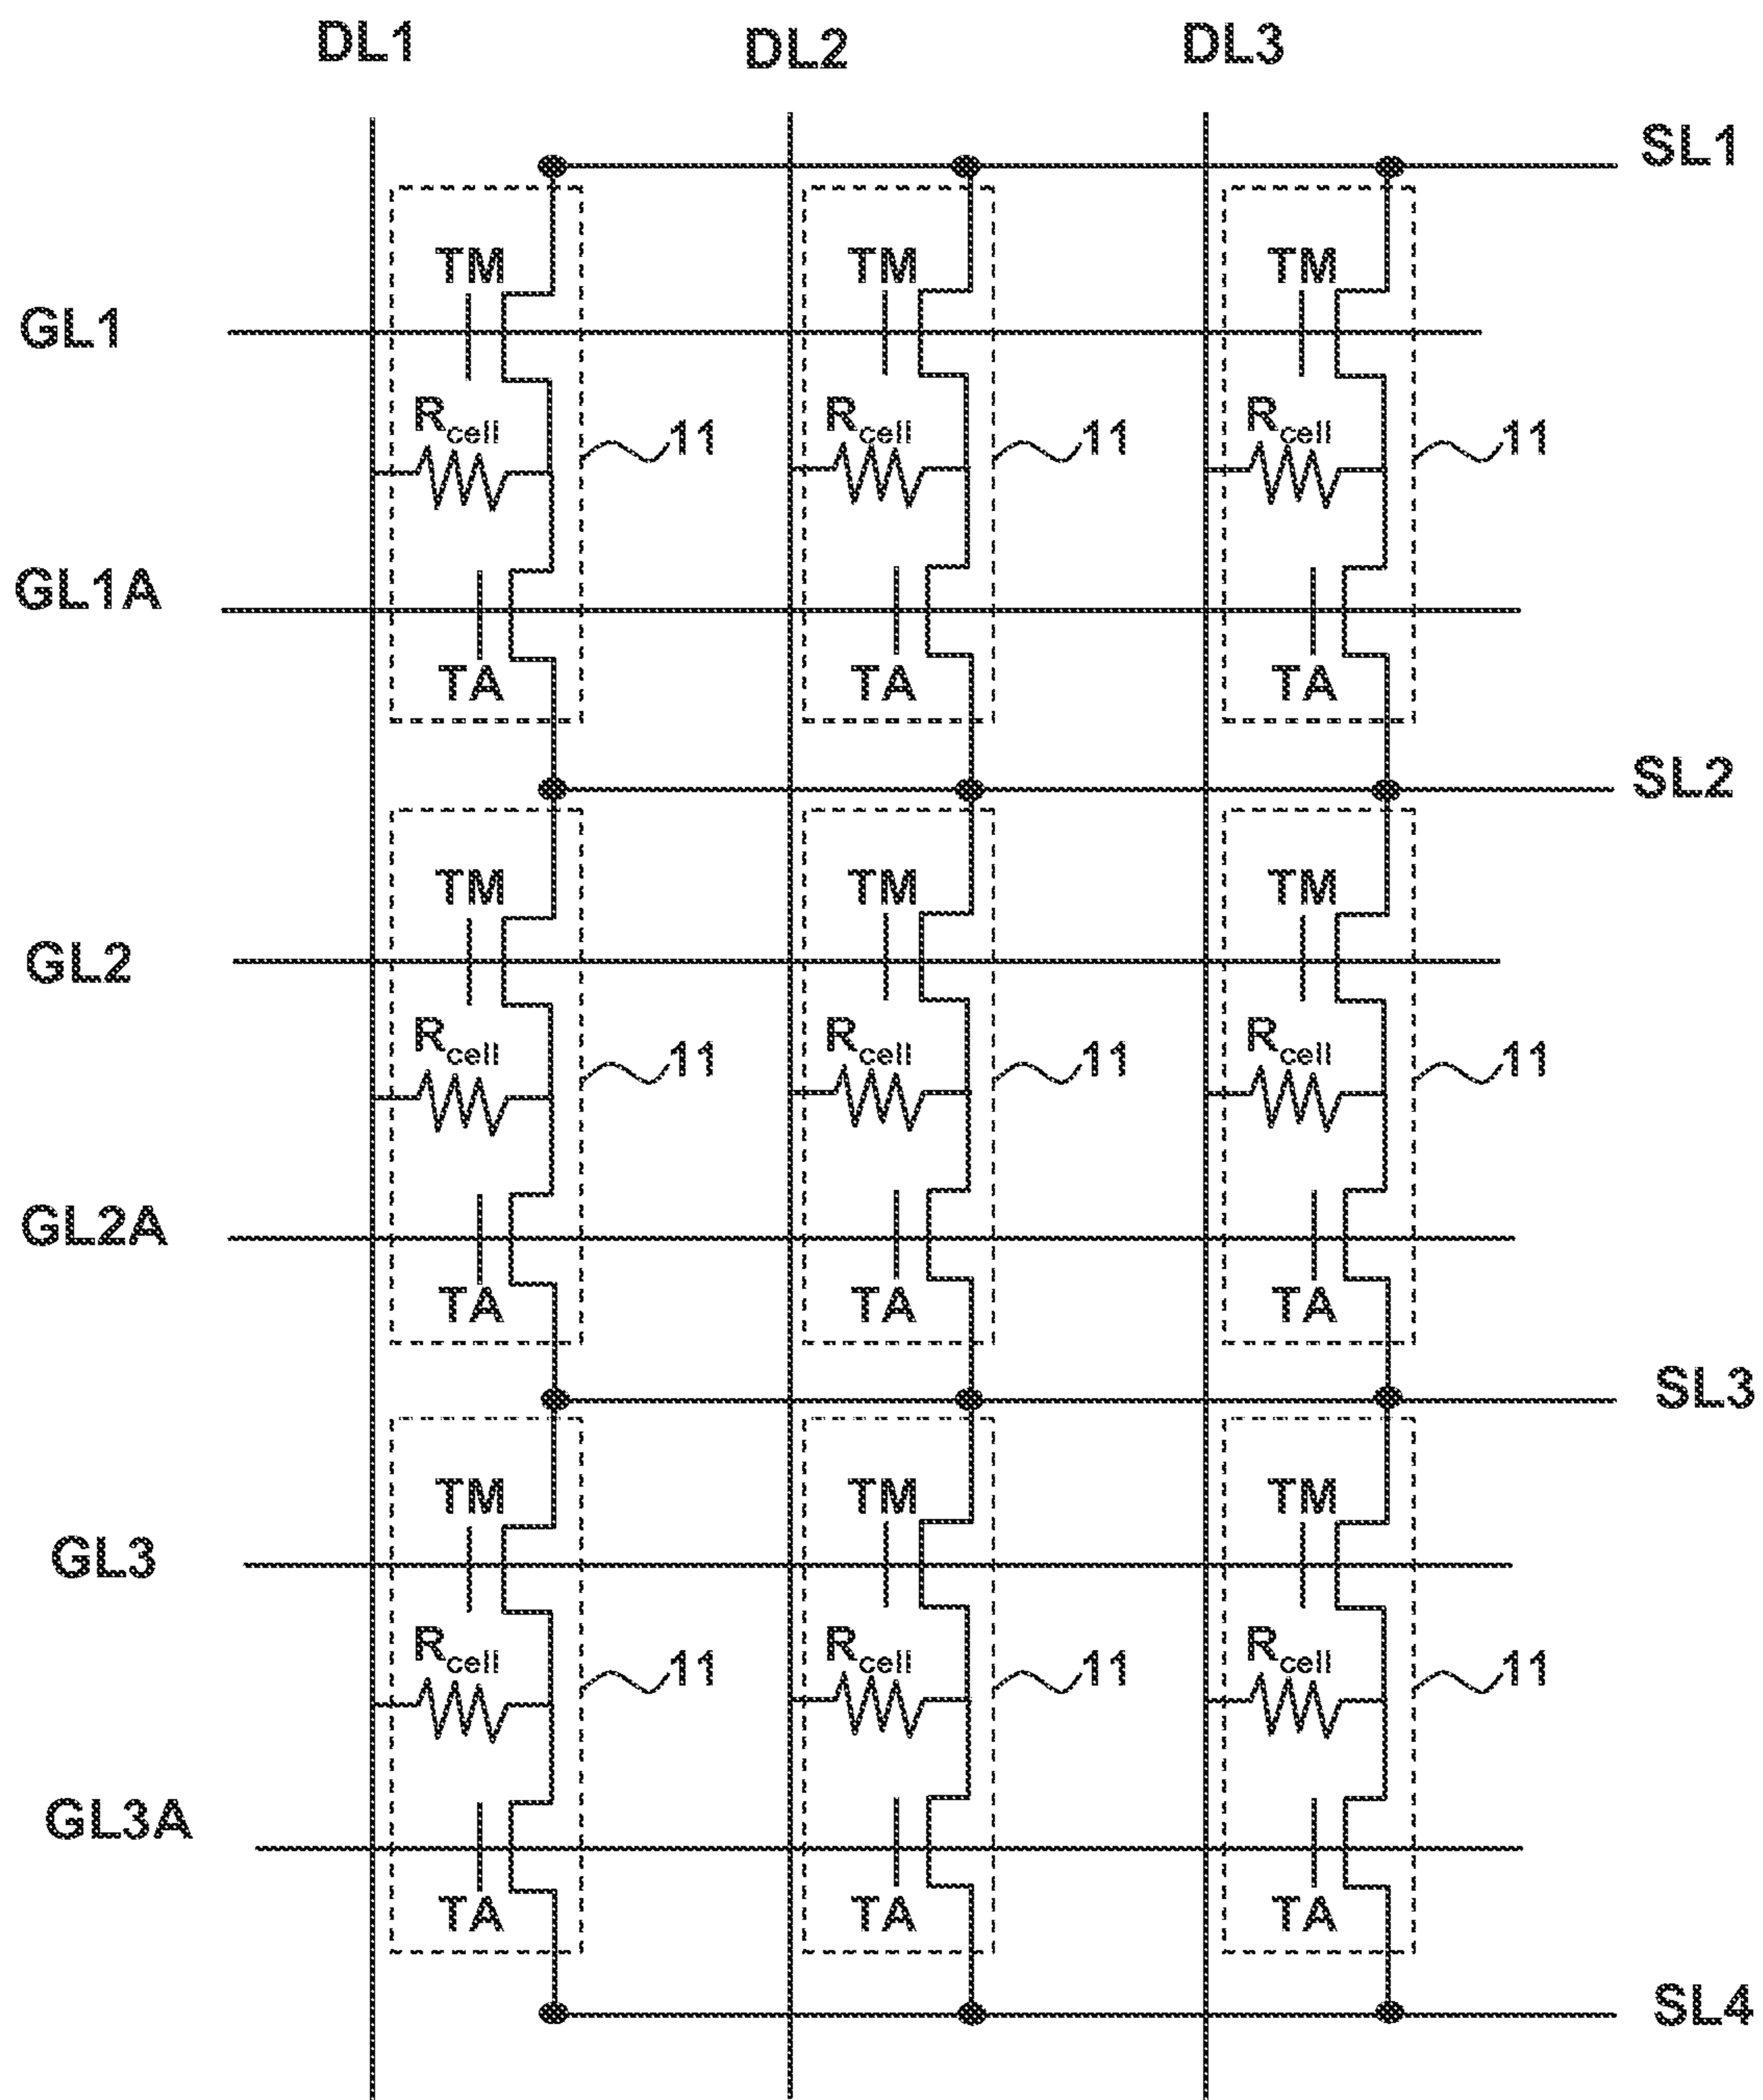 DL1 DL2 DL3
SL1
TM TM TM
GL1
Rcell 11 Rcell 11 Rcell 11
GL1A
TA TA TA
SL2
TM TM TM
GL2
Rcell 11 Rcell 11 Rcell 11
GL2A
TA TA TA
SL3
TM TM TM
GL3
Rcell 11 Rcell 11 Rcell 11
GL3A
TA TA TA
SL4